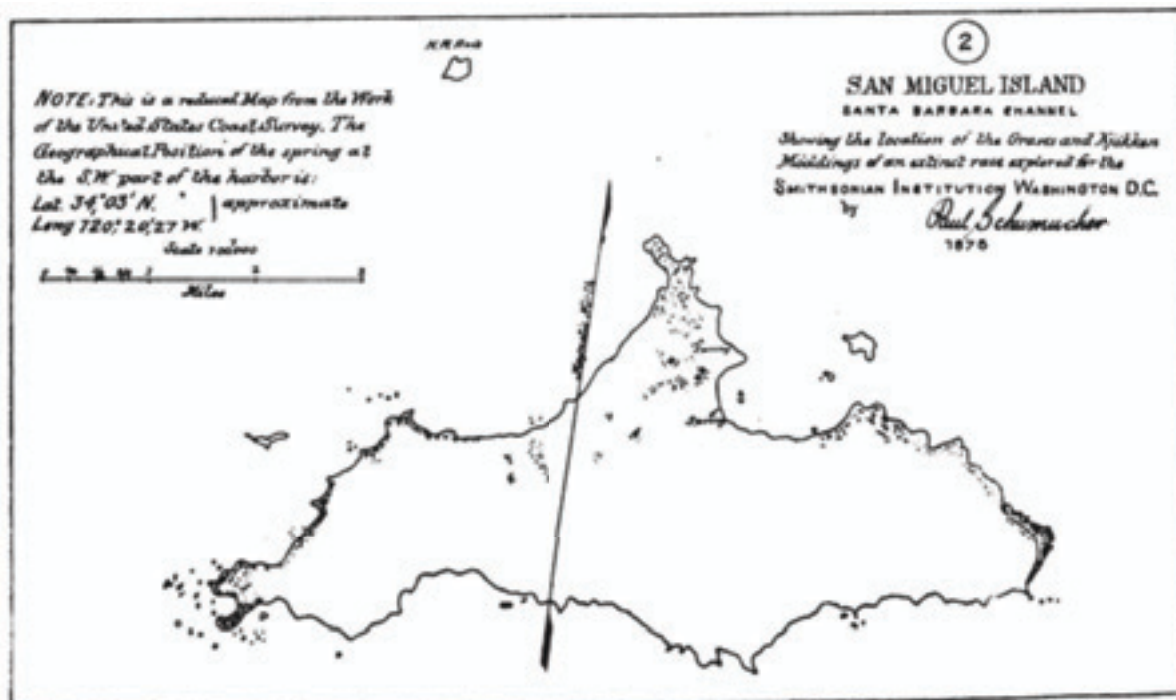 2
SAN MIGUEL ISLAND
SANTA BARBARA CHANNEL
Showing the location of the Graves and Kjökken
Möddings of an extinct race explored for the
SMITHSONIAN INSTITUTION WASHINGTON D.C.
by Paul Schumacher
1875
NOTE: This is a reduced Map from the Work
of the United States Coast Survey. The
Geographical Position of the spring at
the S.W. part of the harbor is:
Lat. 34° 03' N.
Long 120° 20' 27 W. approximate
Scale
Miles